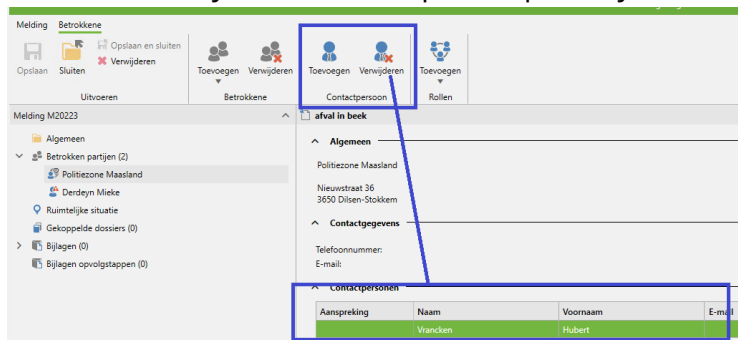 Melding Betrokkene
Opslaan Sluiten Opslaan en sluiten Verwijderen
Toevoegen Verwijderen
Toevoegen Verwijderen
Toevoegen
Uitvoeren Betrokkene Contactpersoon Rollen
Melding M20223
afval in beek
Algemeen
Betrokken partijen (2)
Politiezone Maasland
Derdeyn Mieke
Ruimtelijke situatie
Gekoppelde dossiers (0)
Bijlagen (0)
Bijlagen opvolgstappen (0)
Algemeen
Politiezone Maasland
Nieuwstraat 36
3650 Dilsen-Stokkem
Contactgegevens
Telefoonnummer:
E-mail:
Contactpersonen
Aanspreking Naam Voornaam E-mail
Vrancken Hubert